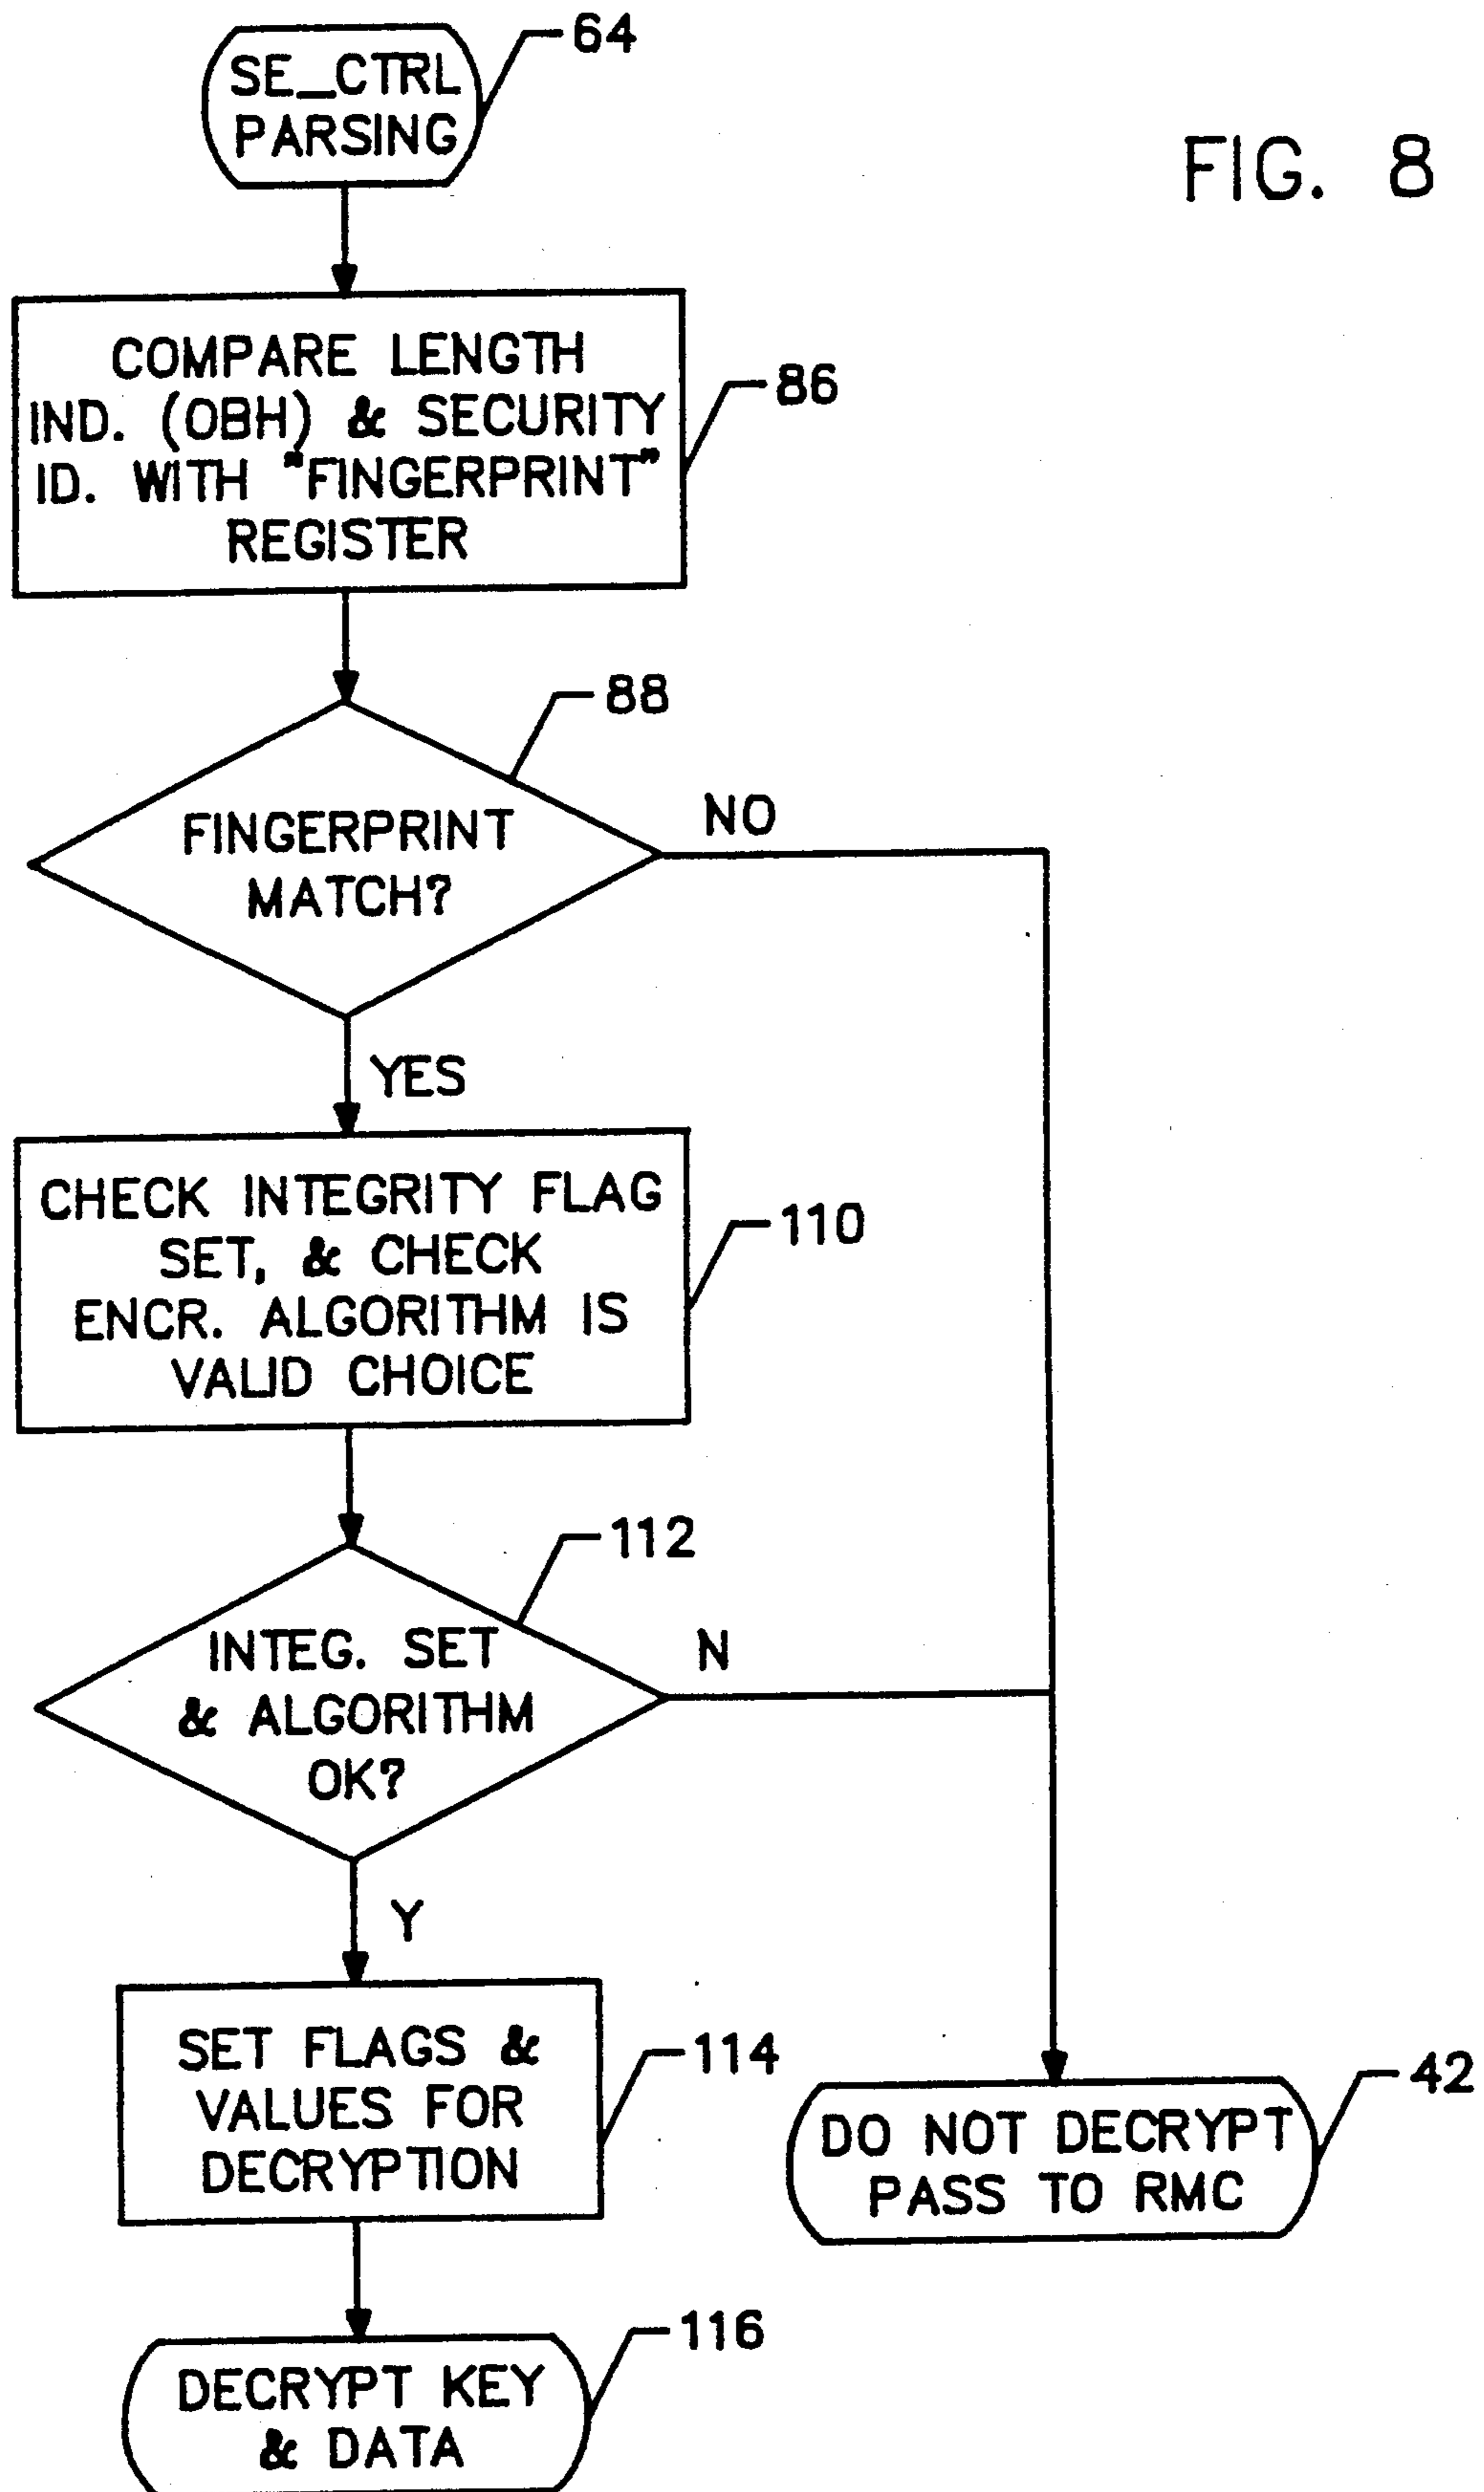 SE_CTRL
PARSING
64
FIG. 8
COMPARE LENGTH
IND. (OBH) & SECURITY
ID. WITH "FINGERPRINT"
REGISTER
86
88
FINGERPRINT
MATCH?
NO
YES
CHECK INTEGRITY FLAG
SET, & CHECK
ENCR. ALGORITHM IS
VALID CHOICE
110
112
INTEG. SET
& ALGORITHM
OK?
N
Y
SET FLAGS &
VALUES FOR
DECRYPTION
114
DO NOT DECRYPT
PASS TO RMC
42
DECRYPT KEY
& DATA
116